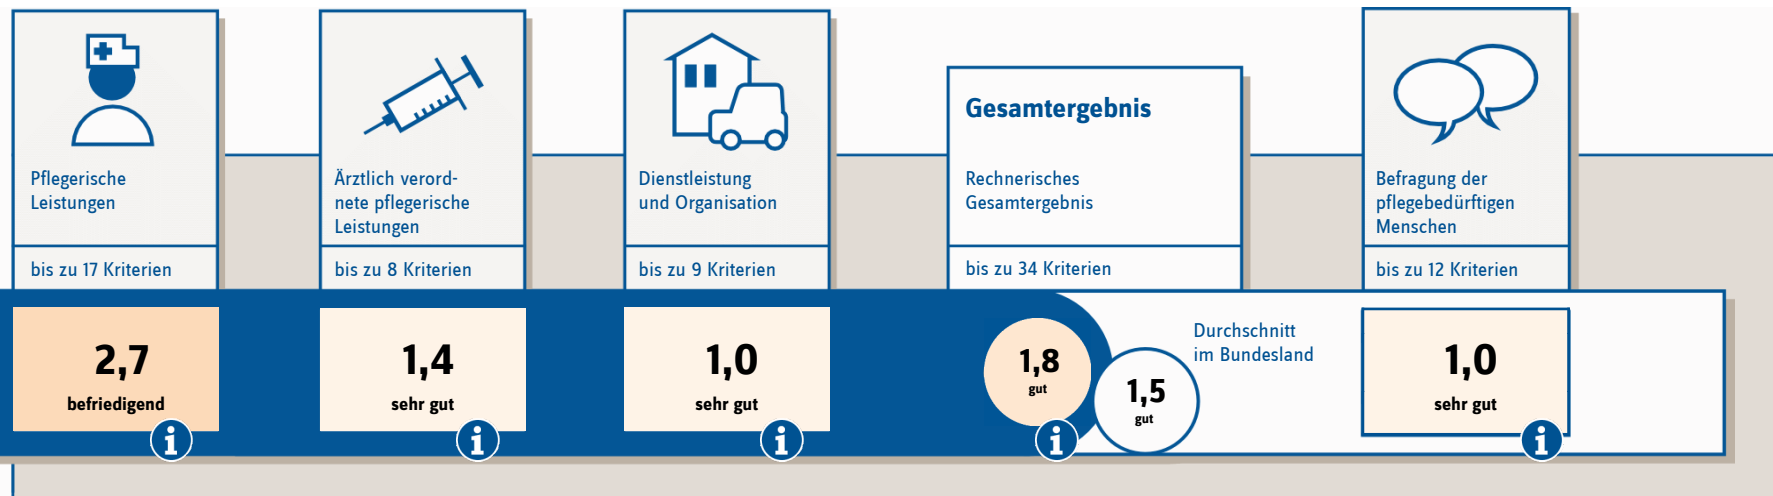 Pflegerische
Leistungen
bis zu 17 Kriterien
2,7
befriedigend
i
Ärztlich verord-
nete pflegerische
Leistungen
bis zu 8 Kriterien
1,4
sehr gut
i
Dienstleistung
und Organisation
bis zu 9 Kriterien
1,0
sehr gut
i
Gesamtergebnis
Rechnerisches
Gesamtergebnis
bis zu 34 Kriterien
1,8
gut
i
1,5
gut
Durchschnitt
im Bundesland
Befragung der
pflegebedürftigen
Menschen
bis zu 12 Kriterien
1,0
sehr gut
i